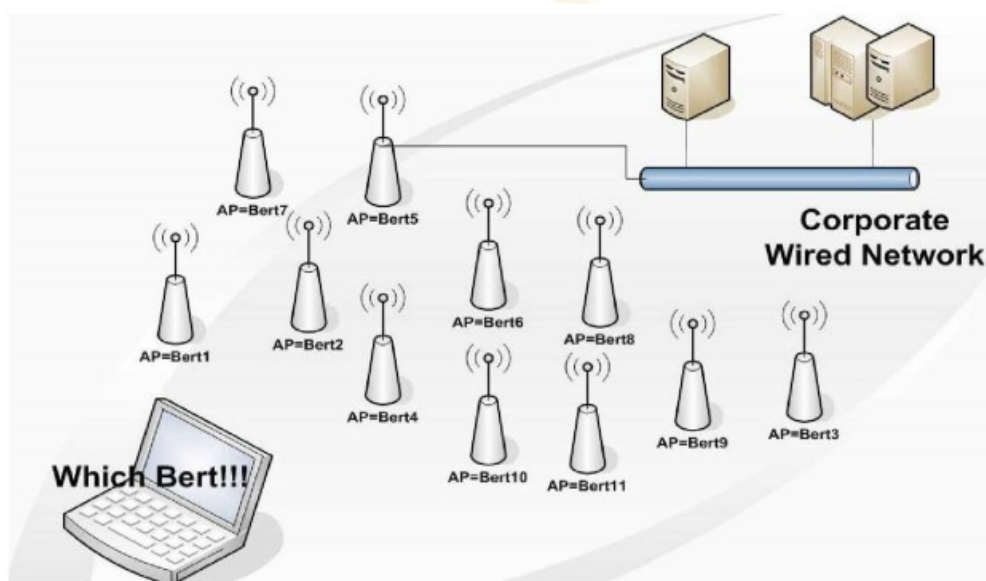 AP=Bert7
AP=Bert5
Corporate
Wired Network
AP=Bert6
AP=Bert8
AP=Bert1
AP=Bert2
AP=Bert4
AP=Bert9
AP=Bert3
Which Bert!!!
AP=Bert10
AP=Bert11